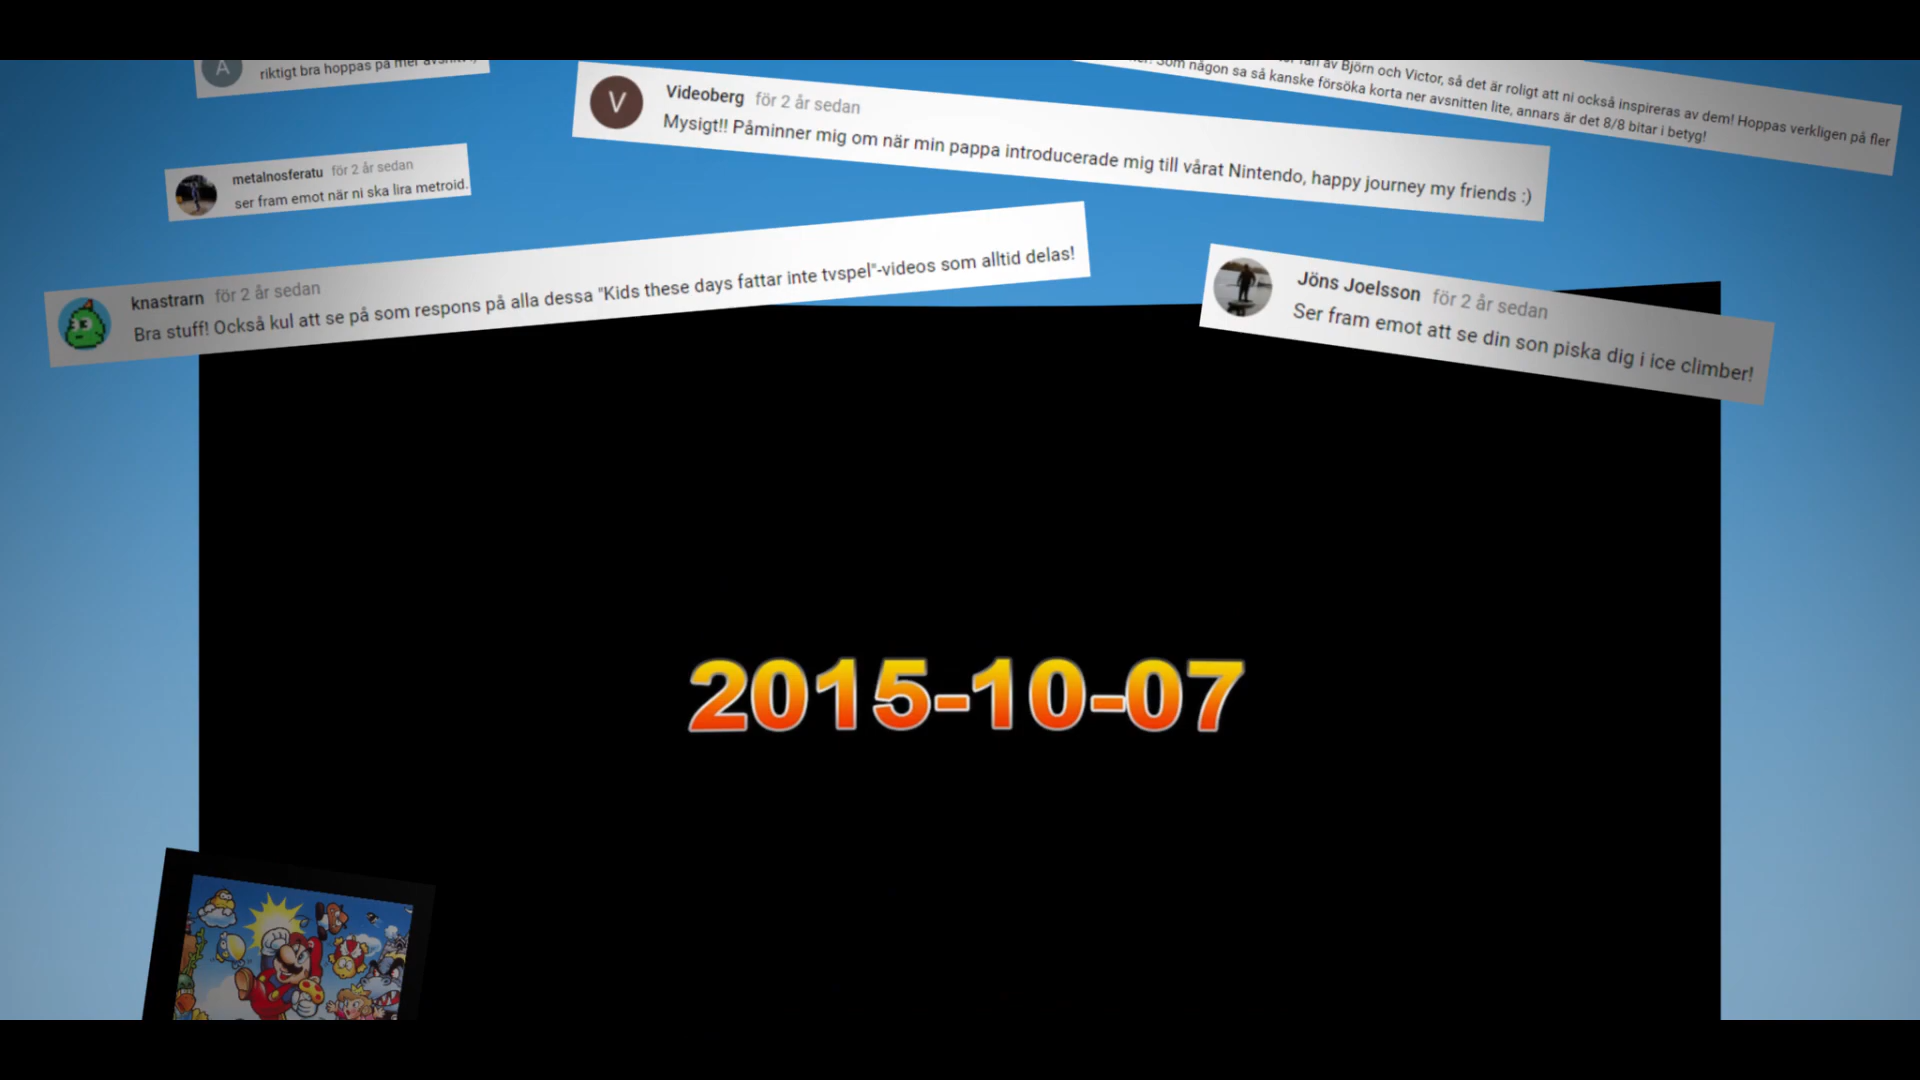 A
riktigt bra hoppas på mer
av Björn och Victor, så det är roligt att ni också inspireras av dem! Hoppas verkligen på fler
Som någon sa så kanske försöka korta ner avsnitten lite, annars är det 8/8 bitar i betyg!
V
Videoberg för 2 år sedan
Mysigt!! Påminner mig om när min pappa introducerade mig till vårat Nintendo, happy journey my friends :)
metalnosferatu för 2 år sedan
ser fram emot när ni ska lira metroid.
knastrarn för 2 år sedan
Bra stuff! Också kul att se på som respons på alla dessa "Kids these days fattar inte tvspel"-videos som alltid delas!
Jöns Joelsson för 2 år sedan
Ser fram emot att se din son piska dig i ice climber!
2015-10-07